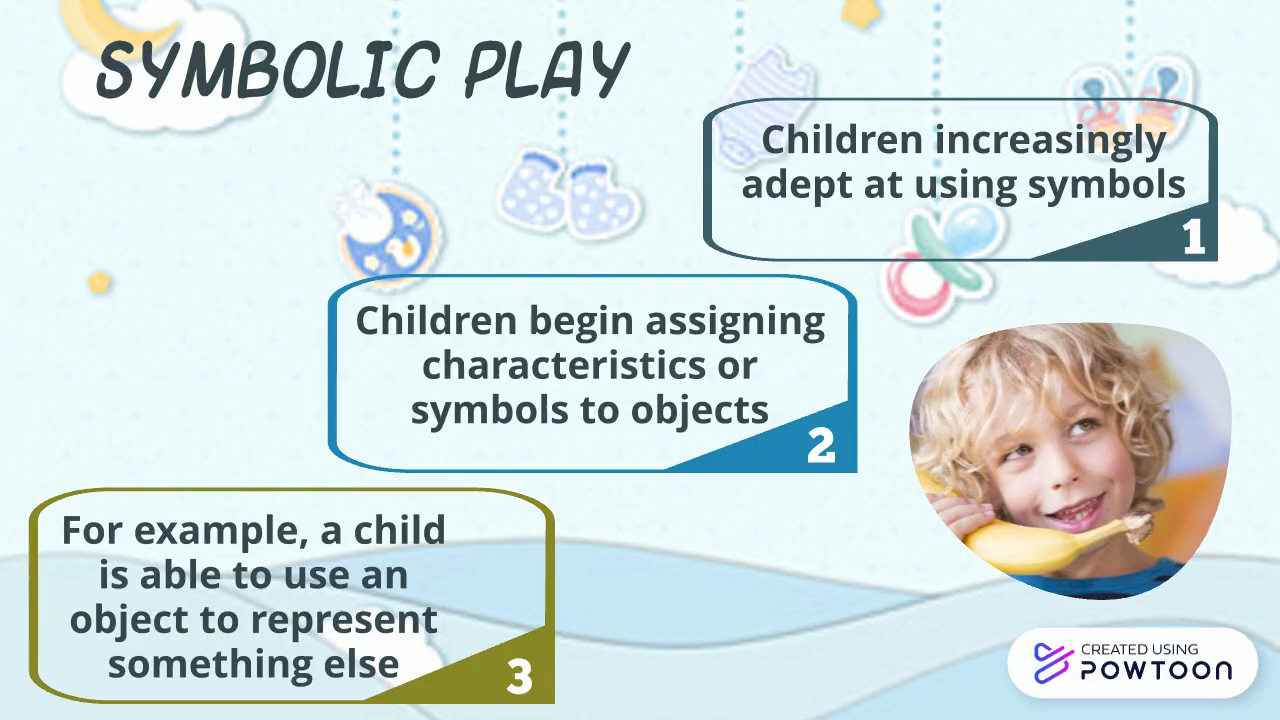 SYMBOLIC PLAY
Children increasingly
adept at using symbols
1
Children begin assigning
characteristics or
symbols to objects
2
For example, a child
is able to use an
object to represent
something else
3
CREATED USING
POWTOON